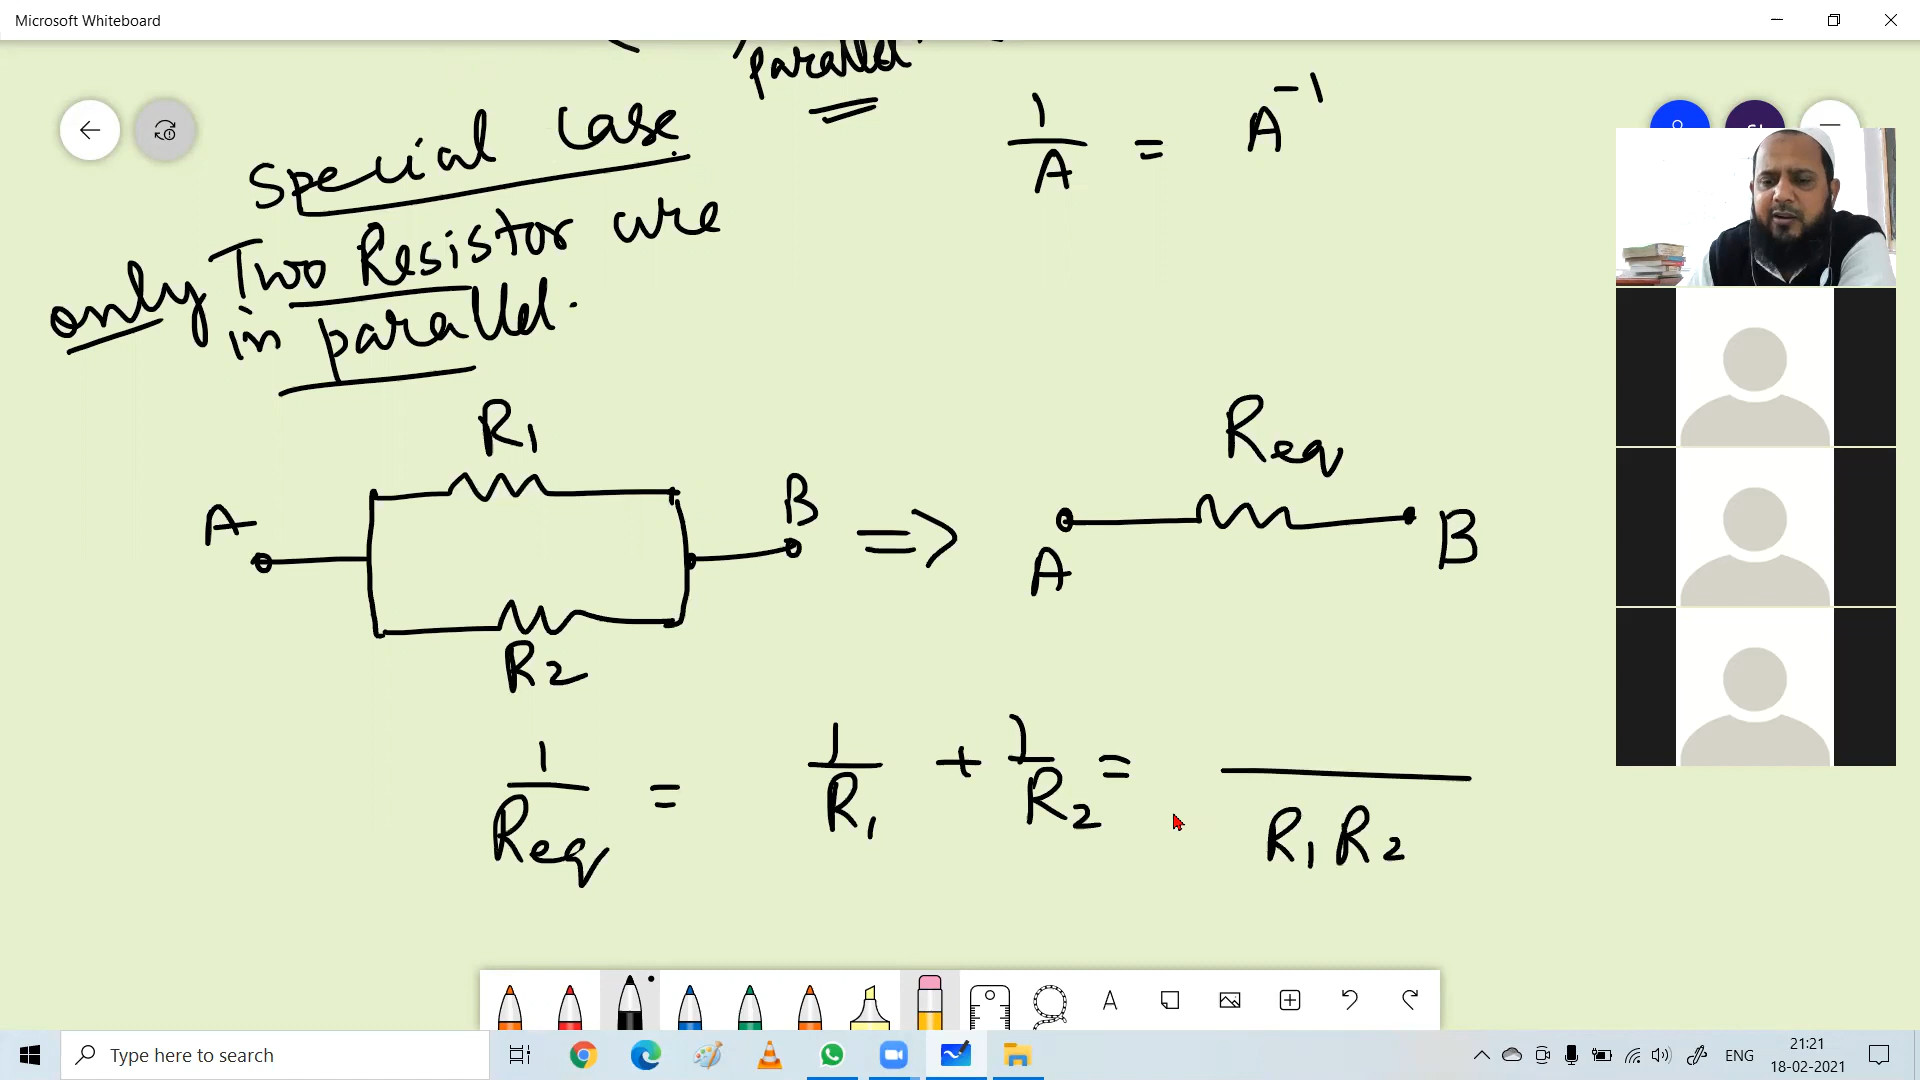 Microsoft Whiteboard
parallel
1/A = A⁻¹
Special Case
only Two Resistor are
in parallel.
R1
Req
A
B
=>
A
B
R2
1/Req = 1/R1 + 1/R2 = /R1R2
A
Type here to search
ENG
21:21
18-02-2021